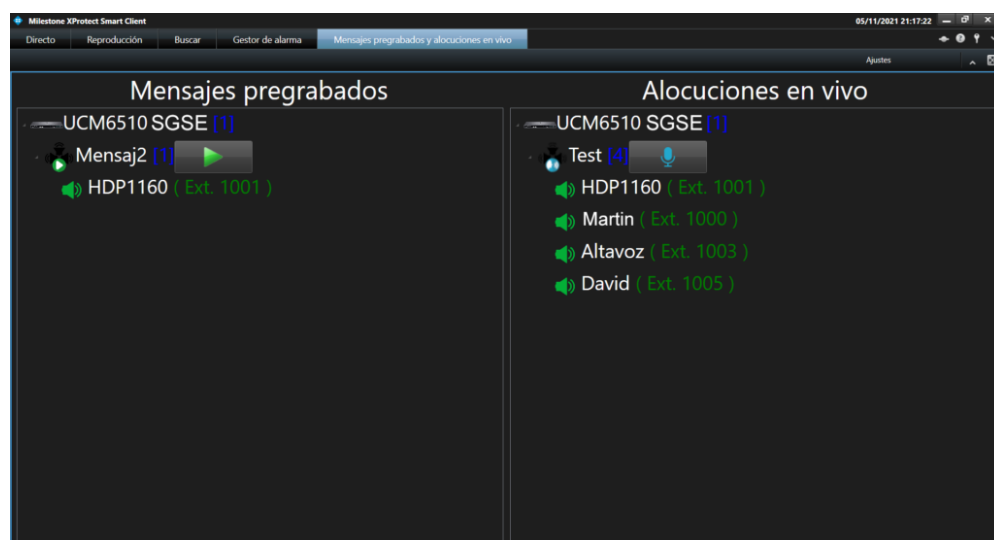 Milestone XProtect Smart Client 05/11/2021 21:17:22
Directo Reproducción Buscar Gestor de alarma Mensajes pregrabados y alocuciones en vivo
Ajustes
Mensajes pregrabados
UCM6510 SGSE [1]
Mensaj2 [1]
HDP1160 ( Ext. 1001 )
Alocuciones en vivo
UCM6510 SGSE [1]
Test [4]
HDP1160 ( Ext. 1001 )
Martin ( Ext. 1000 )
Altavoz ( Ext. 1003 )
David ( Ext. 1005 )